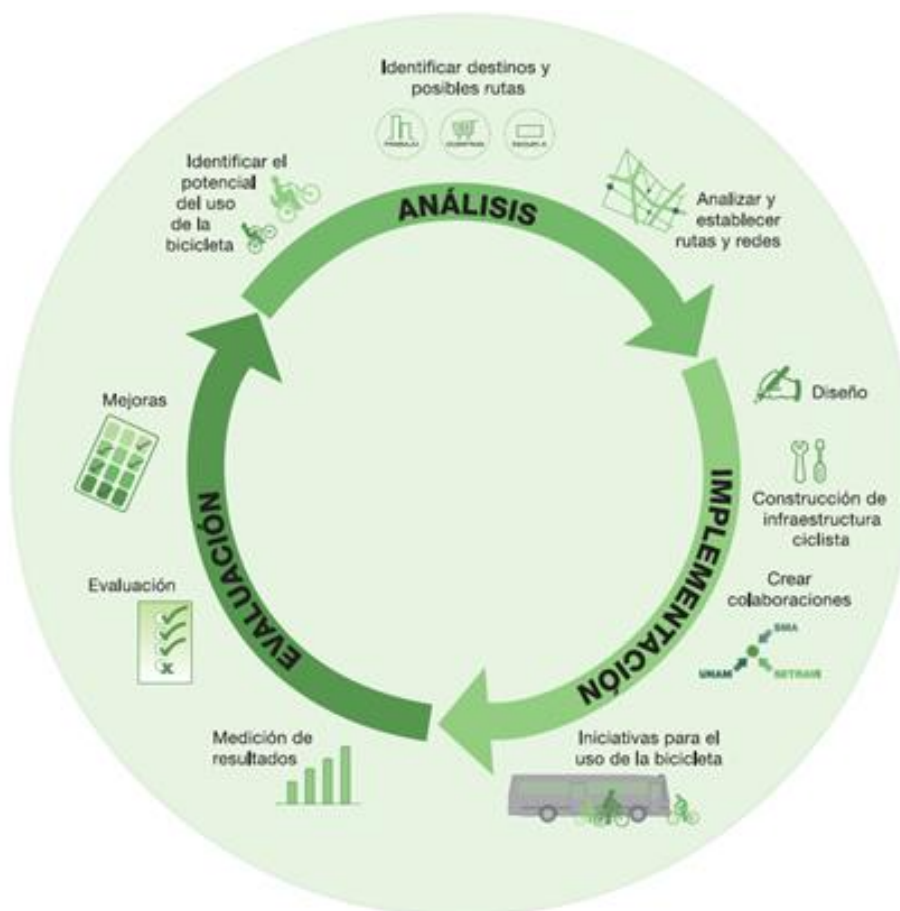 Identificar destinos y
posibles rutas
TRABAJO
ESCUELA
Identificar el
potencial
del uso
de la
bicicleta
ANÁLISIS
Analizar y
establecer
rutas y redes
Diseño
Construcción de
infraestructura
ciclista
IMPLEMENTACIÓN
Crear
colaboraciones
SMA
UNAM
SETRAVI
Iniciativas para el
uso de la bicicleta
Medición de
resultados
EVALUACIÓN
Evaluación
Mejoras